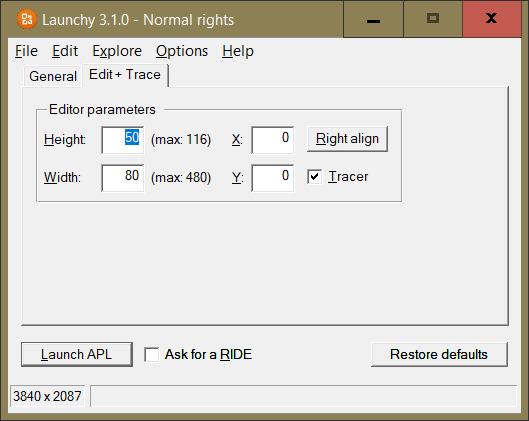 Launchy 3.1.0 - Normal rights
File Edit Explore Options Help
General Edit + Trace
Editor parameters
Height: 50 (max: 116) X: 0 Right align
Width: 80 (max: 480) Y: 0 Tracer
Launch APL Ask for a RIDE Restore defaults
3840 x 2087